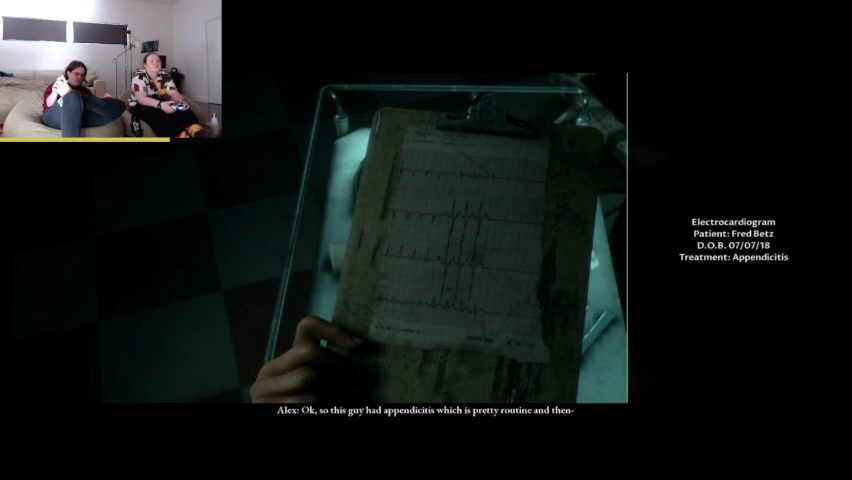 Electrocardiogram
Patient: Fred Betz
D.O.B. 07/07/18
Treatment: Appendicitis
Alex: Ok, so this guy had appendicitis which is pretty routine and then-